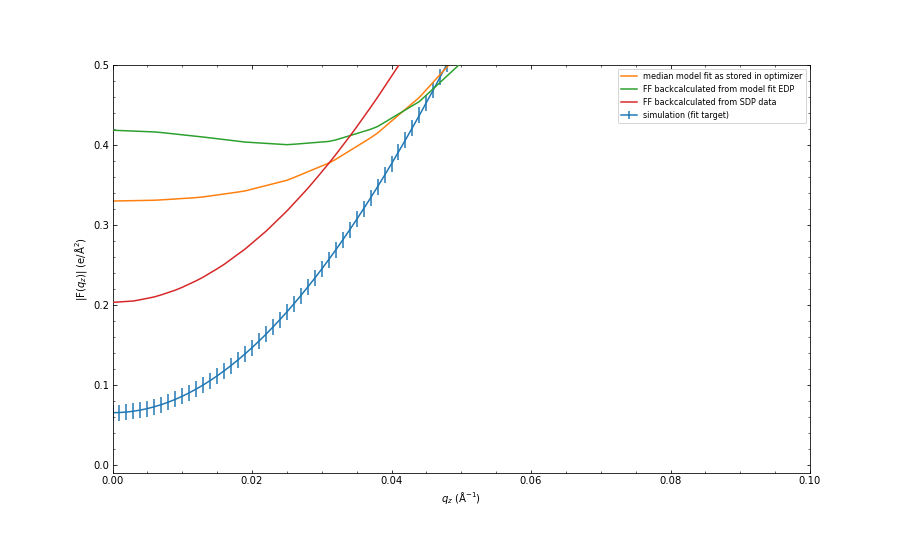 0.5
0.4
0.3
0.2
0.1
0.0
|F(q_z)| (e/Å²)
median model fit as stored in optimizer
FF backcalculated from model fit EDP
FF backcalculated from SDP data
simulation (fit target)
0.00 0.02 0.04 0.06 0.08 0.10
q_z (Å⁻¹)